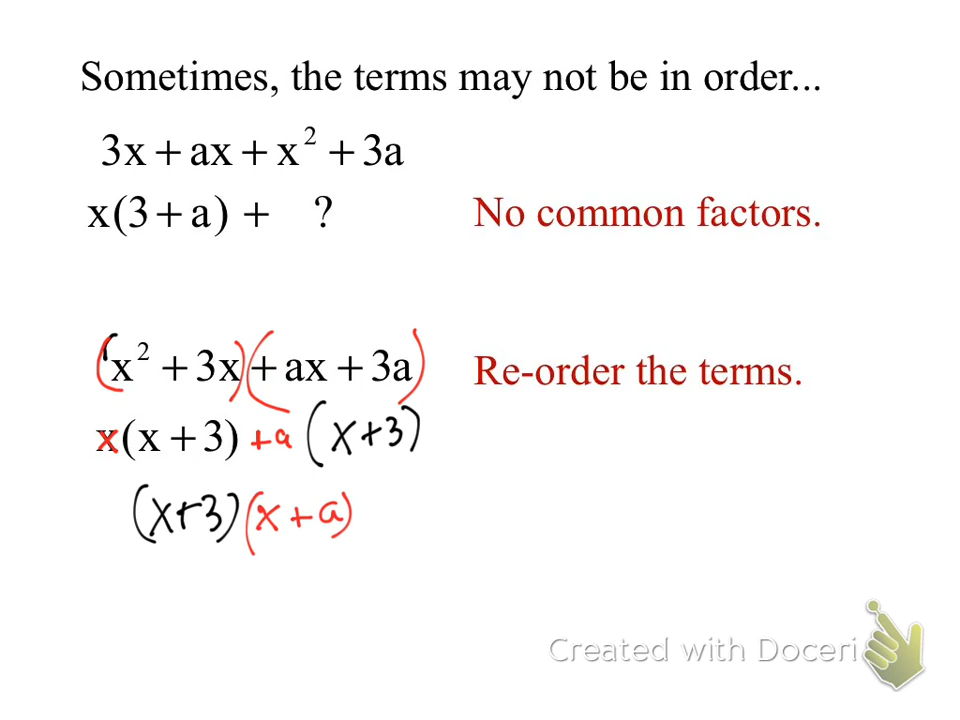 Sometimes, the terms may not be in order...
3x + ax + x² + 3a
x(3 + a) + ?
No common factors.
(x² + 3x) (+ ax + 3a)
Re-order the terms.
x(x + 3) +a (x+3)
(x+3)(x+a)
Created with Doceri